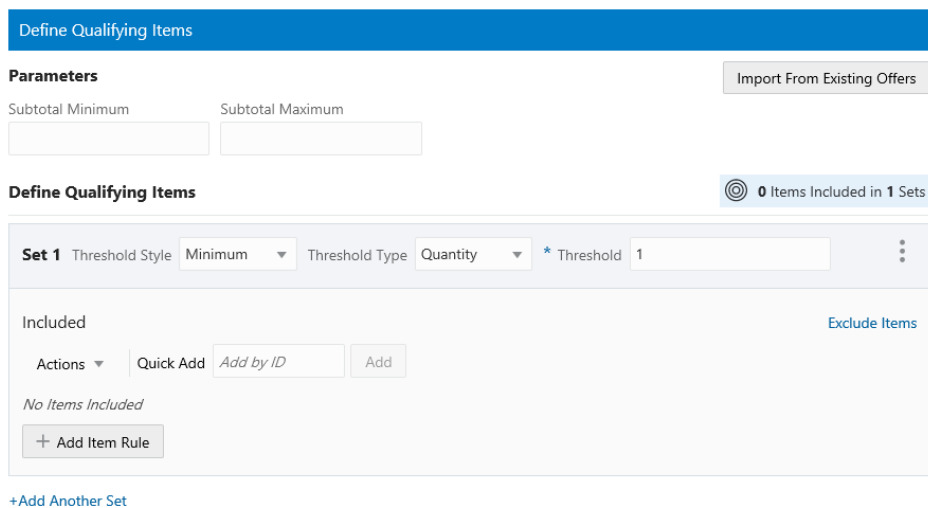 Define Qualifying Items
Parameters
Import From Existing Offers
Subtotal Minimum Subtotal Maximum
Define Qualifying Items
0 Items Included in 1 Sets
Set 1 Threshold Style Minimum Threshold Type Quantity * Threshold 1
Included
Exclude Items
Actions Quick Add Add by ID Add
No Items Included
+ Add Item Rule
+Add Another Set